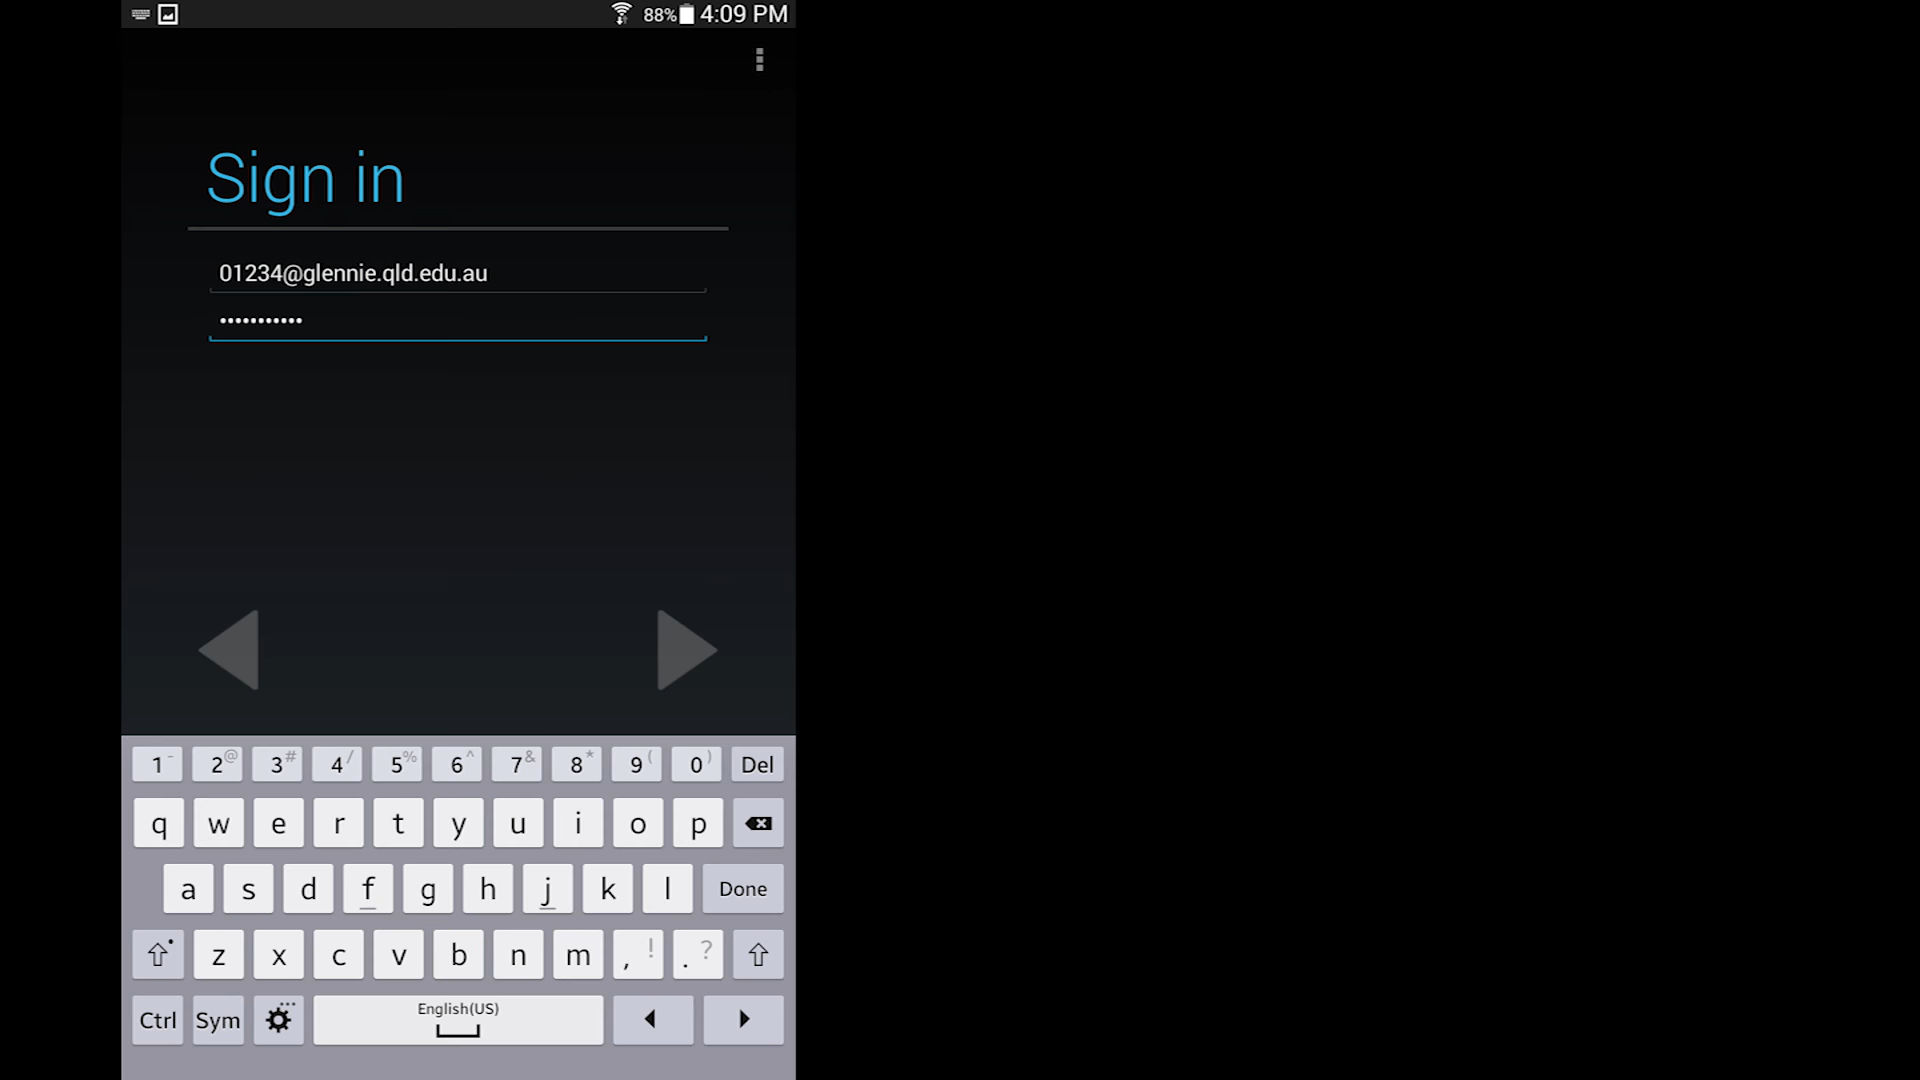 88% 4:09 PM
Sign in
01234@glennie.qld.edu.au
•••••••••••
1 - 2 @ 3 # 4 / 5 % 6 ^ 7 & 8 * 9 ( 0 ) Del
q w e r t y u i o p
a s d f g h j k l Done
z x c v b n m , ! . ?
Ctrl Sym English(US)